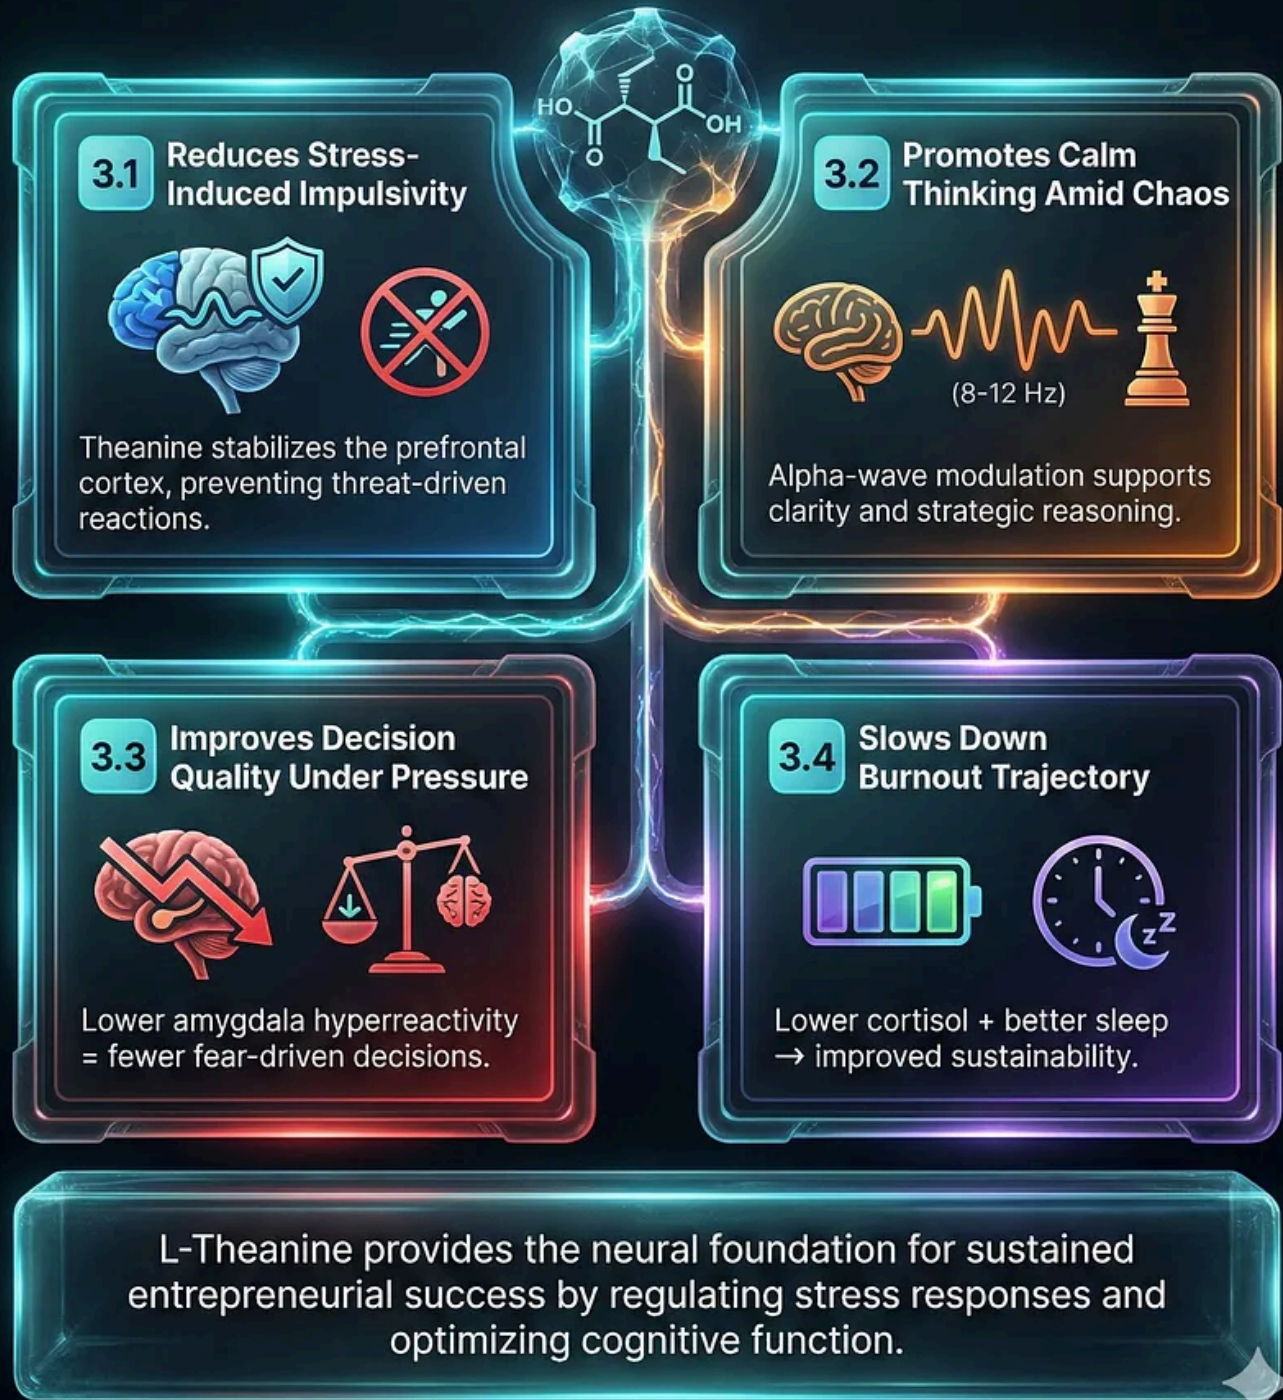 HO
O
O
OH
3.1
Reduces Stress-
Induced Impulsivity
Theanine stabilizes the prefrontal
cortex, preventing threat-driven
reactions.
3.2
Promotes Calm
Thinking Amid Chaos
(8-12 Hz)
Alpha-wave modulation supports
clarity and strategic reasoning.
3.3
Improves Decision
Quality Under Pressure
Lower amygdala hyperreactivity
= fewer fear-driven decisions.
3.4
Slows Down
Burnout Trajectory
z z
Lower cortisol + better sleep
→ improved sustainability.
L-Theanine provides the neural foundation for sustained
entrepreneurial success by regulating stress responses and
optimizing cognitive function.